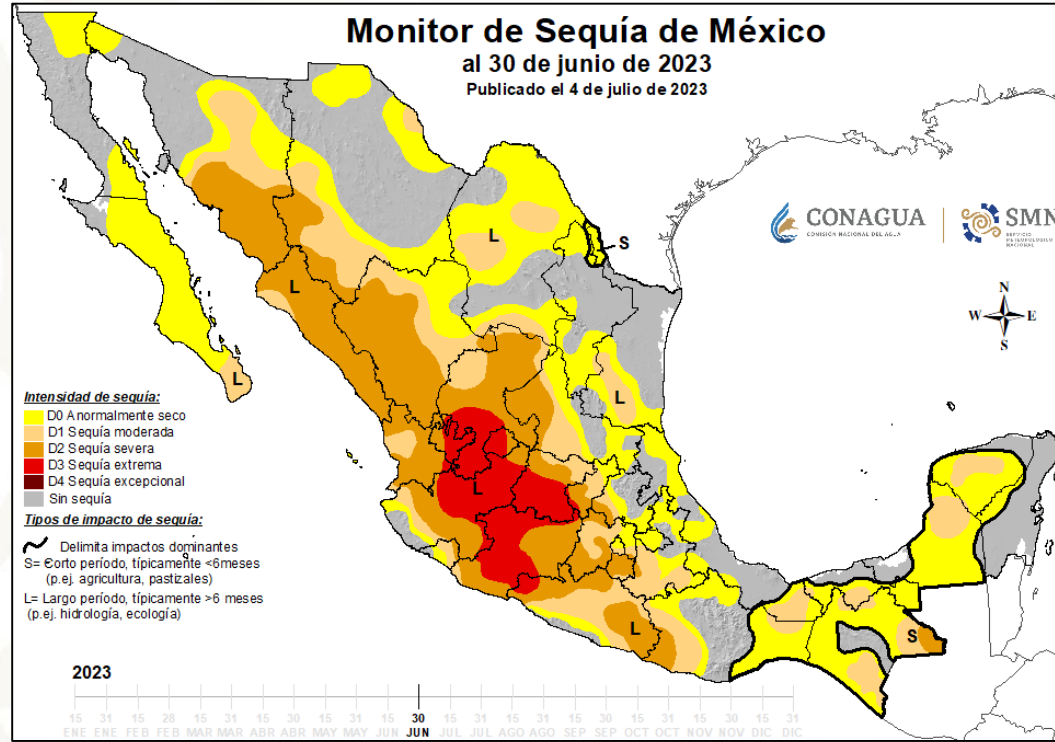 Monitor de Sequía de México
al 30 de junio de 2023
Publicado el 4 de julio de 2023
CONAGUA
COMISIÓN NACIONAL DEL AGUA
SMN
SERVICIO
METEOROLÓGICO
NACIONAL
N
W E
S
L
S
L
L
L
L
L
S
Intensidad de sequía:
D0 Anormalmente seco
D1 Sequía moderada
D2 Sequía severa
D3 Sequía extrema
D4 Sequía excepcional
Sin sequía
Tipos de impacto de sequía:
Delimita impactos dominantes
S= Corto período, típicamente <6meses
(p.ej. agricultura, pastizales)
L= Largo período, típicamente >6 meses
(p.ej. hidrología, ecología)
2023
15 31 15 28 15 31 15 30 15 31 15 30 15 31 15 31 15 30 15 31 15 30 15 31
ENE ENE FEB FEB MAR MAR ABR ABR MAY MAY JUN JUN JUL JUL AGO AGO SEP SEP OCT OCT NOV NOV DIC DIC